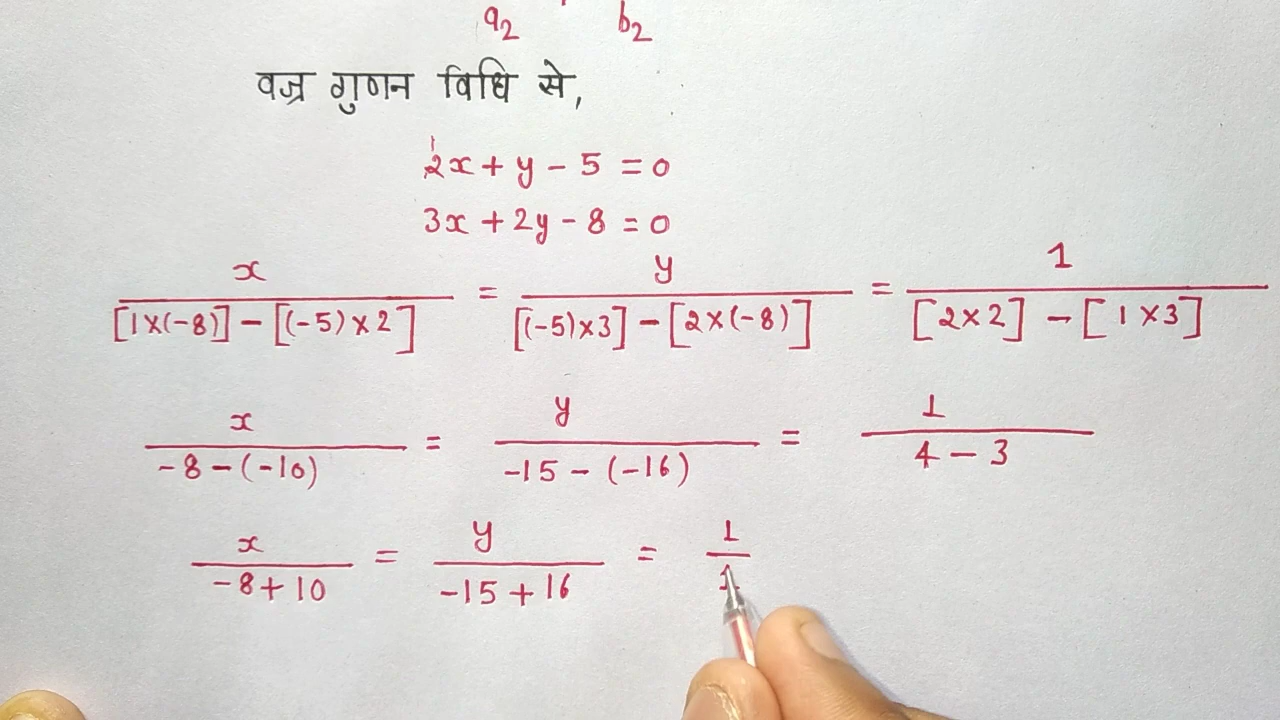 a₂ b₂
वज्र गुणन विधि से,
2x + y - 5 = 0
3x + 2y - 8 = 0
x / [1×(-8)] - [(-5)×2] = y / [(-5)×3] - [2×(-8)] = 1 / [2×2] - [1×3]
x / -8-(-10) = y / -15-(-16) = 1 / 4-3
x / -8+10 = y / -15+16 = 1 / 1